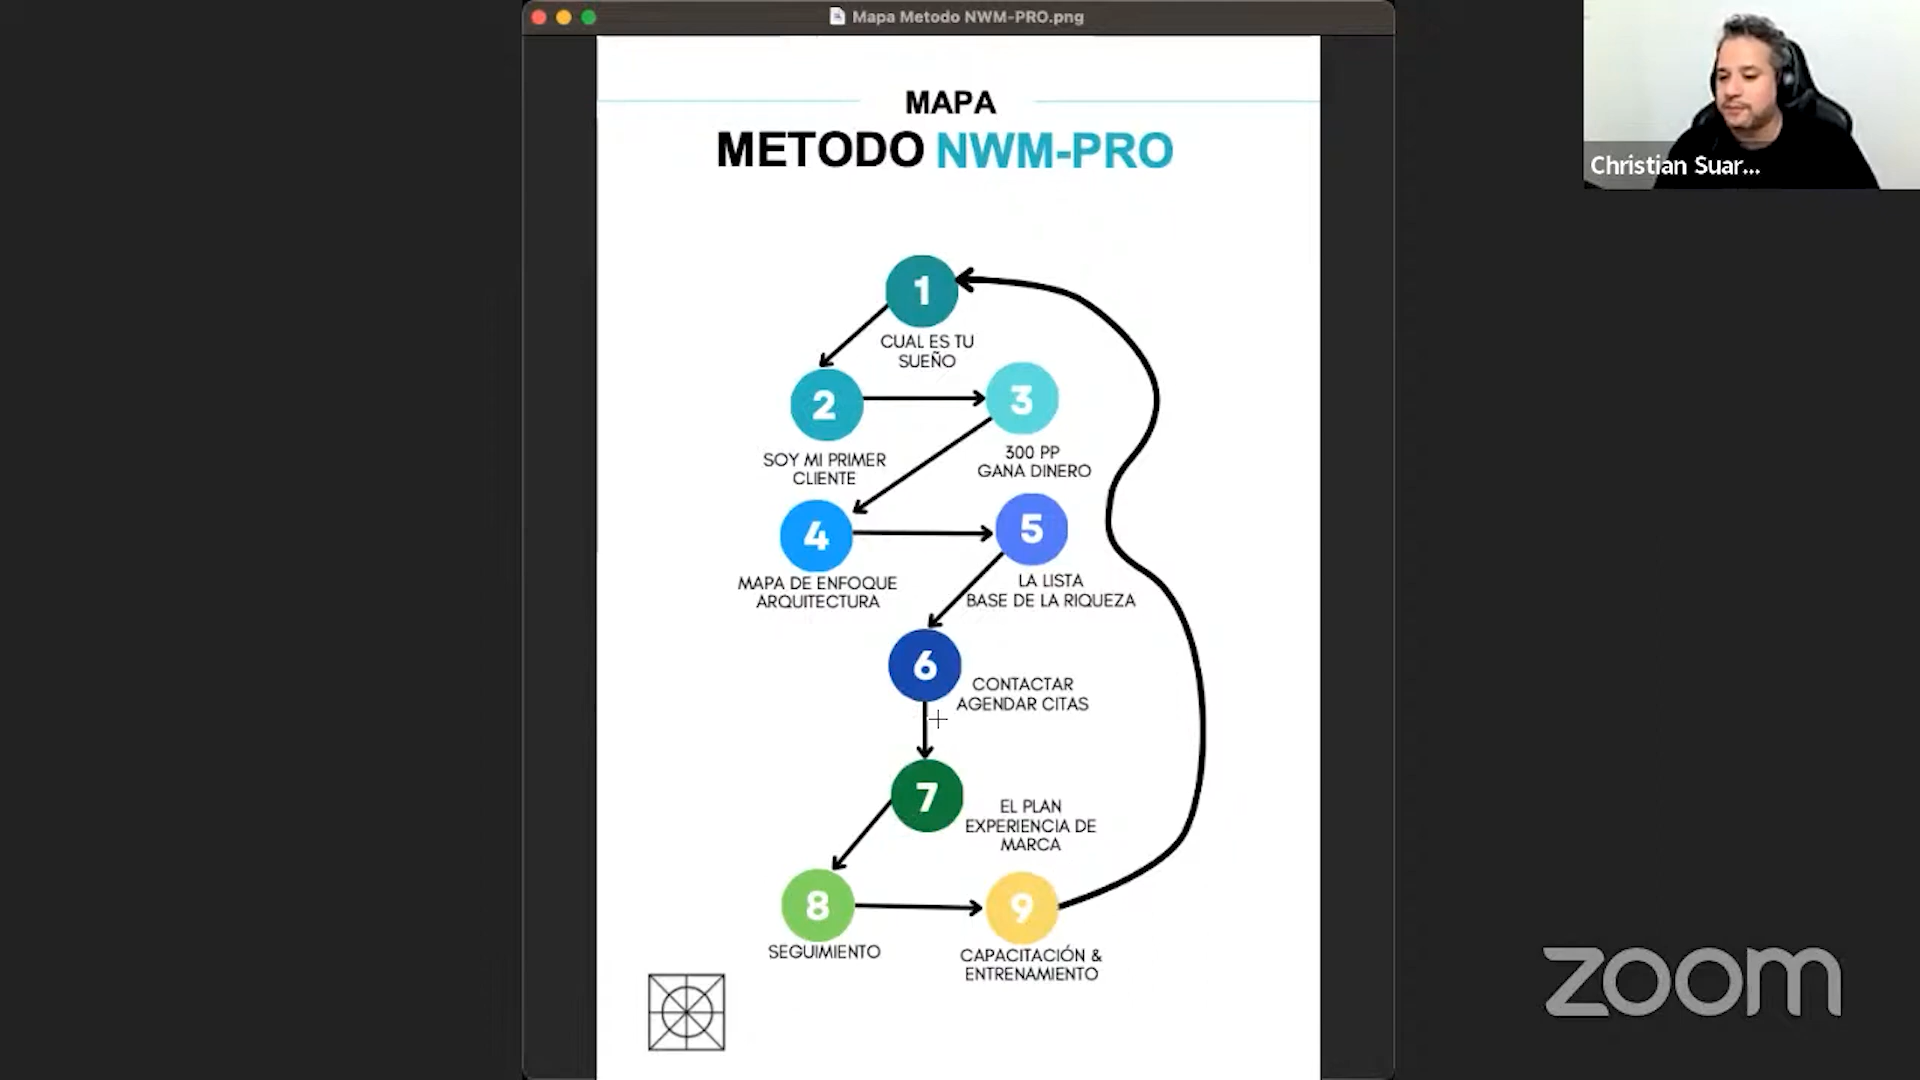 Mapa Metodo NWM-PRO.png
Christian Suar...
MAPA
METODO NWM-PRO
1
CUAL ES TU
SUEÑO
2
SOY MI PRIMER
CLIENTE
3
300 PP
GANA DINERO
4
MAPA DE ENFOQUE
ARQUITECTURA
5
LA LISTA
BASE DE LA RIQUEZA
6
CONTACTAR
AGENDAR CITAS
7
EL PLAN
EXPERIENCIA DE
MARCA
8
SEGUIMIENTO
9
CAPACITACIÓN &
ENTRENAMIENTO
zoom